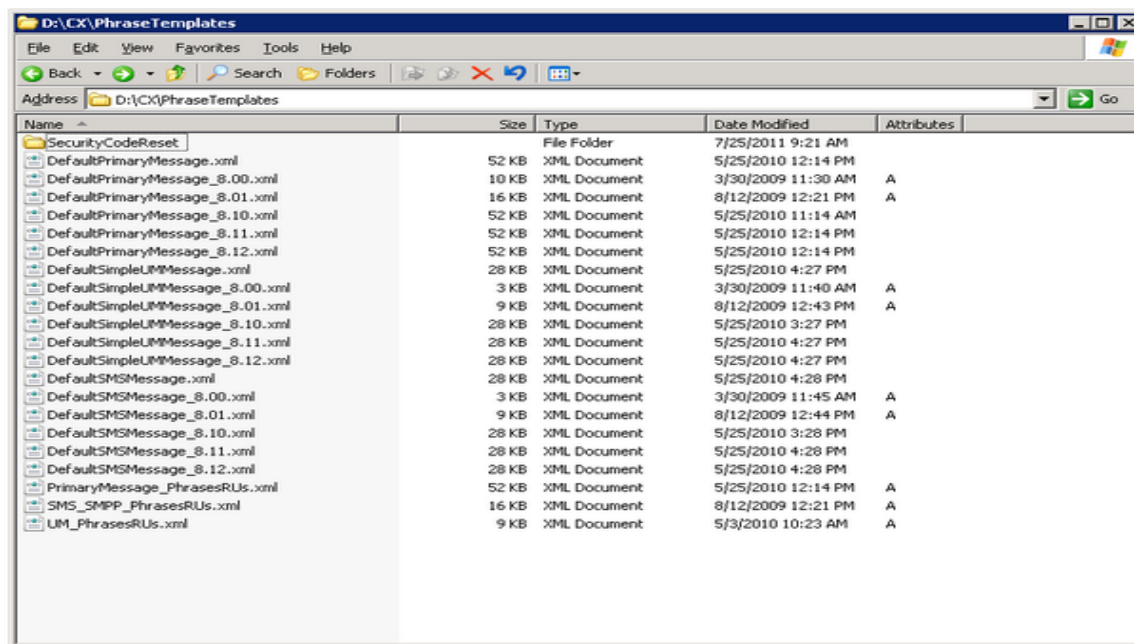 D:\CX\PhraseTemplates
File Edit View Favorites Tools Help
Back Search Folders
Address D:\CX\PhraseTemplates Go
Name Size Type Date Modified Attributes
SecurityCodeReset File Folder 7/25/2011 9:21 AM
DefaultPrimaryMessage.xml 52 KB XML Document 5/25/2010 12:14 PM
DefaultPrimaryMessage_8.00.xml 10 KB XML Document 3/30/2009 11:30 AM A
DefaultPrimaryMessage_8.01.xml 16 KB XML Document 8/12/2009 12:21 PM A
DefaultPrimaryMessage_8.10.xml 52 KB XML Document 5/25/2010 11:14 AM
DefaultPrimaryMessage_8.11.xml 52 KB XML Document 5/25/2010 12:14 PM
DefaultPrimaryMessage_8.12.xml 52 KB XML Document 5/25/2010 12:14 PM
DefaultSimpleUMMessage.xml 28 KB XML Document 5/25/2010 4:27 PM
DefaultSimpleUMMessage_8.00.xml 3 KB XML Document 3/30/2009 11:40 AM A
DefaultSimpleUMMessage_8.01.xml 9 KB XML Document 8/12/2009 12:43 PM A
DefaultSimpleUMMessage_8.10.xml 28 KB XML Document 5/25/2010 3:27 PM
DefaultSimpleUMMessage_8.11.xml 28 KB XML Document 5/25/2010 4:27 PM
DefaultSimpleUMMessage_8.12.xml 28 KB XML Document 5/25/2010 4:27 PM
DefaultSMSMessage.xml 28 KB XML Document 5/25/2010 4:28 PM
DefaultSMSMessage_8.00.xml 3 KB XML Document 3/30/2009 11:45 AM A
DefaultSMSMessage_8.01.xml 9 KB XML Document 8/12/2009 12:44 PM A
DefaultSMSMessage_8.10.xml 28 KB XML Document 5/25/2010 3:28 PM
DefaultSMSMessage_8.11.xml 28 KB XML Document 5/25/2010 4:28 PM
DefaultSMSMessage_8.12.xml 28 KB XML Document 5/25/2010 4:28 PM
PrimaryMessage_PhrasesRUs.xml 52 KB XML Document 5/25/2010 12:14 PM A
SMS_SMPP_PhrasesRUs.xml 16 KB XML Document 8/12/2009 12:21 PM A
UM_PhrasesRUs.xml 9 KB XML Document 5/3/2010 10:23 AM A